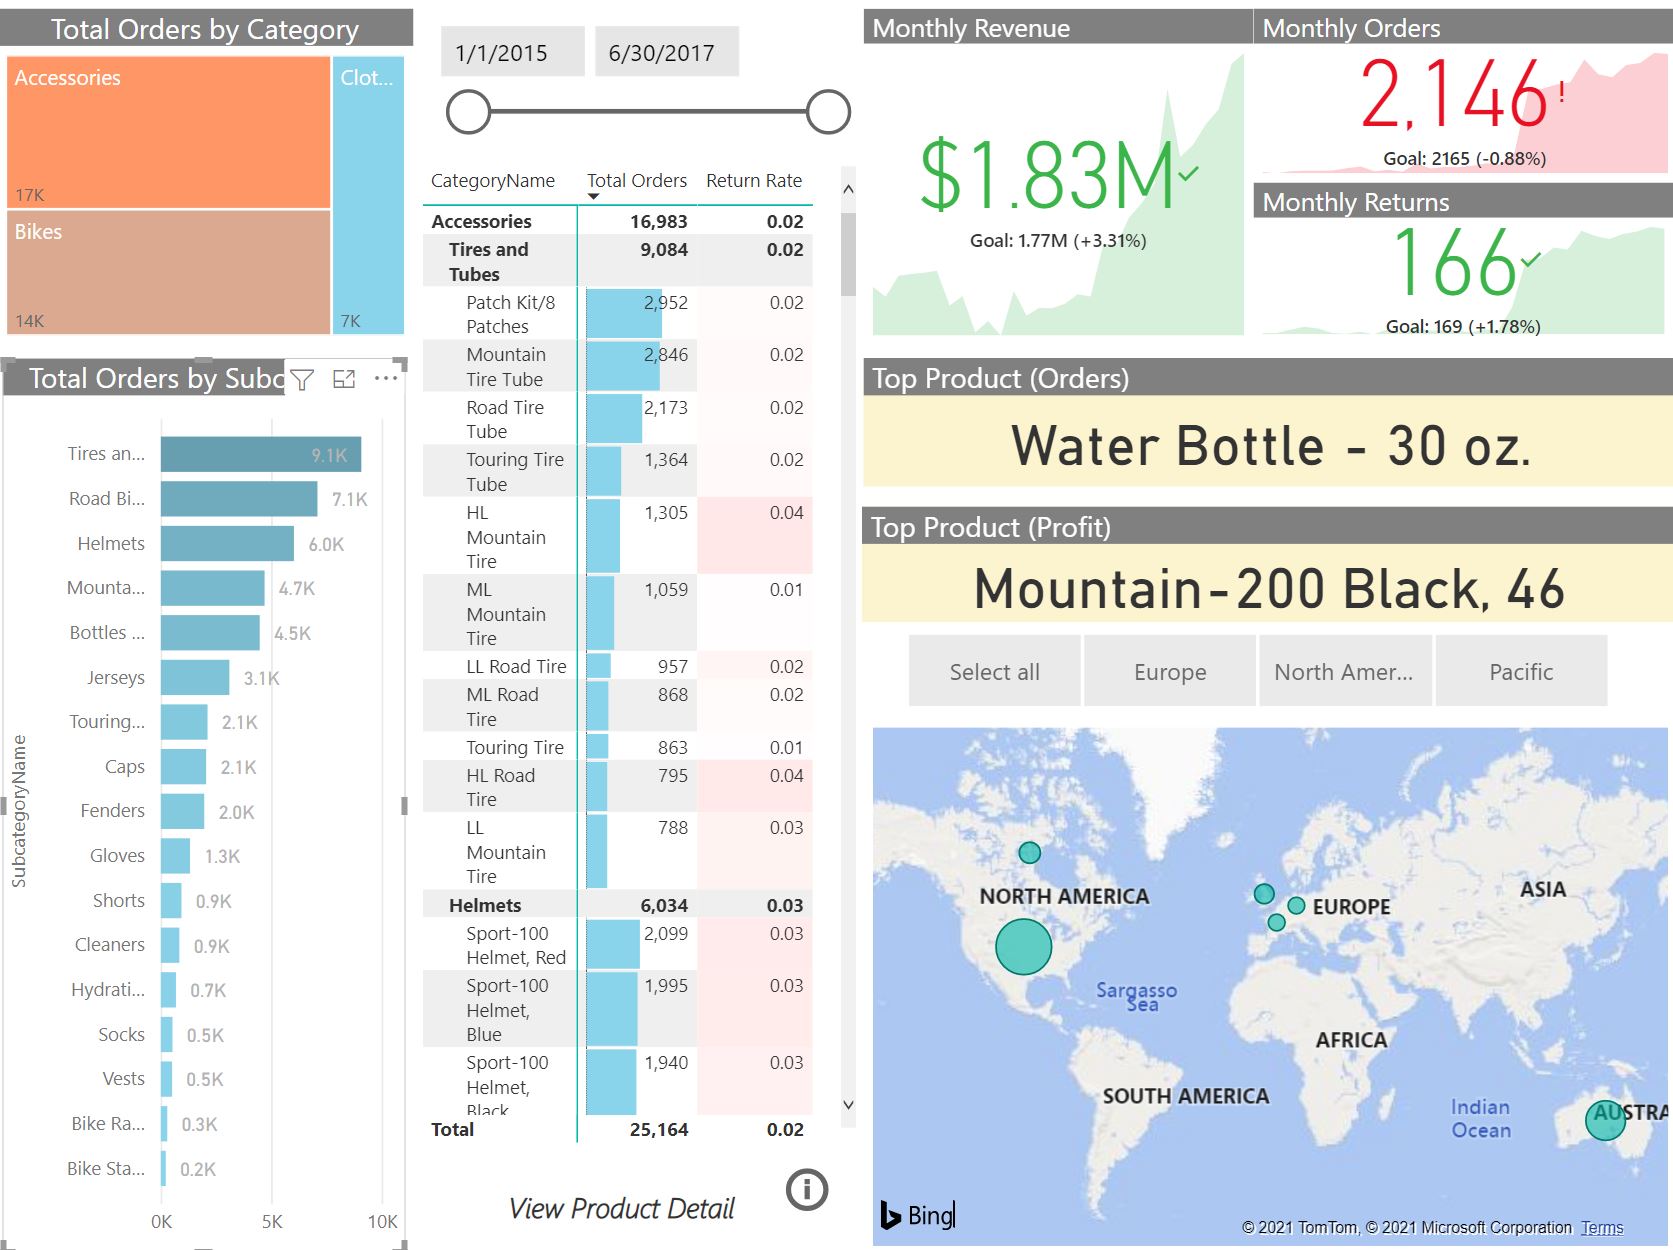 Total Orders by Category
Accessories
17K
Clot...
Bikes
14K
7K
Total Orders by Subc
SubcategoryName
Tires an...
9.1K
Road Bi...
7.1K
Helmets
6.0K
Mounta...
4.7K
Bottles ...
4.5K
Jerseys
3.1K
Touring...
2.1K
Caps
2.1K
Fenders
2.0K
Gloves
1.3K
Shorts
0.9K
Cleaners
0.9K
Hydrati...
0.7K
Socks
0.5K
Vests
0.5K
Bike Ra...
0.3K
Bike Sta...
0.2K
0K 5K 10K
1/1/2015 6/30/2017
CategoryName Total Orders Return Rate
Accessories 16,983 0.02
Tires and 9,084 0.02
Tubes
Patch Kit/8 2,952 0.02
Patches
Mountain 2,846 0.02
Tire Tube
Road Tire 2,173 0.02
Tube
Touring Tire 1,364 0.02
Tube
HL 1,305 0.04
Mountain
Tire
ML 1,059 0.01
Mountain
Tire
LL Road Tire 957 0.02
ML Road 868 0.02
Tire
Touring Tire 863 0.01
HL Road 795 0.04
Tire
LL 788 0.03
Mountain
Tire
Helmets 6,034 0.03
Sport-100 2,099 0.03
Helmet, Red
Sport-100 1,995 0.03
Helmet,
Blue
Sport-100 1,940 0.03
Helmet,
Black
Total 25,164 0.02
View Product Detail
Monthly Revenue
$1.83M
Goal: 1.77M (+3.31%)
Monthly Orders
2,146!
Goal: 2165 (-0.88%)
Monthly Returns
166
Goal: 169 (+1.78%)
Top Product (Orders)
Water Bottle - 30 oz.
Top Product (Profit)
Mountain-200 Black, 46
Select all Europe North Amer... Pacific
NORTH AMERICA
EUROPE
ASIA
Sargasso
Sea
AFRICA
SOUTH AMERICA
Indian
Ocean
AUSTRA
Bing
© 2021 TomTom, © 2021 Microsoft Corporation Terms